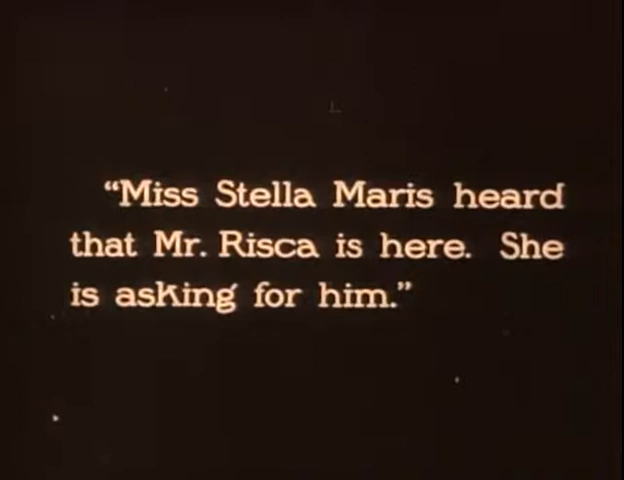 “Miss Stella Maris heard
that Mr. Risca is here. She
is asking for him.”